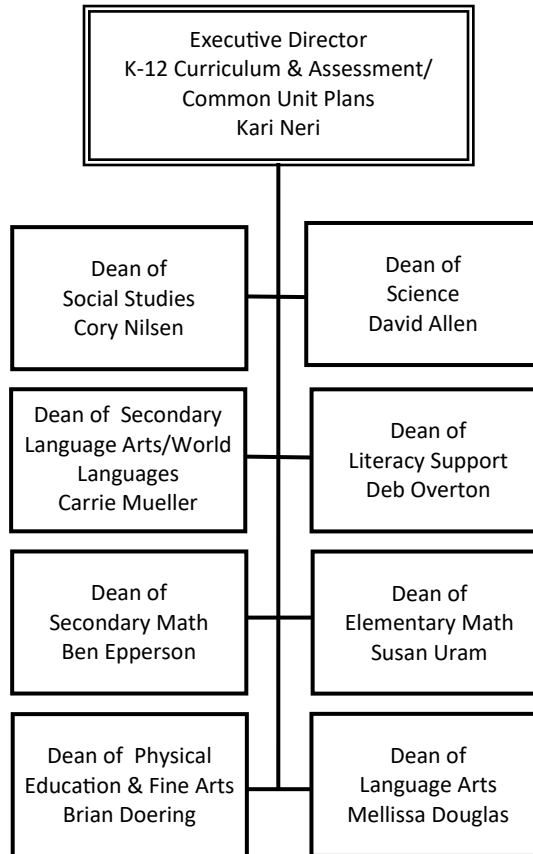 Executive Director
K-12 Curriculum & Assessment/
Common Unit Plans
Kari Neri
Dean of
Social Studies
Cory Nilsen
Dean of
Science
David Allen
Dean of  Secondary
Language Arts/World
Languages
Carrie Mueller
Dean of
Literacy Support
Deb Overton
Dean of
Secondary Math
Ben Epperson
Dean of
Elementary Math
Susan Uram
Dean of  Physical
Education & Fine Arts
Brian Doering
Dean of
Language Arts
Mellissa Douglas